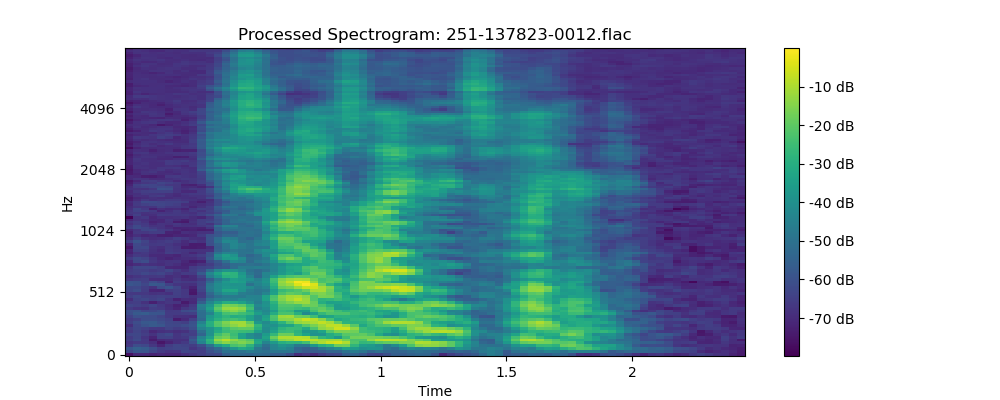 Processed Spectrogram: 251-137823-0012.flac
Hz
4096
2048
1024
512
0
0
0.5
1
1.5
2
Time
-10 dB
-20 dB
-30 dB
-40 dB
-50 dB
-60 dB
-70 dB